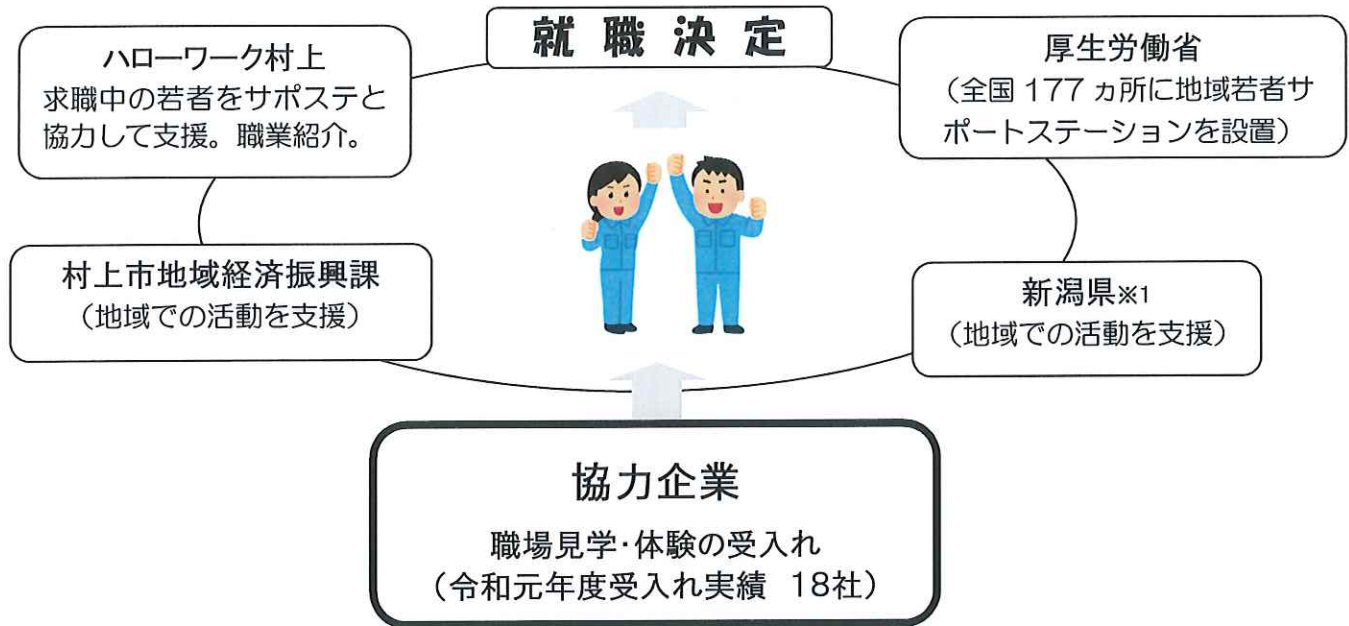 就職決定
ハローワーク村上
求職中の若者をサポステと
協力して支援。職業紹介。
厚生労働省
（全国 177 ヵ所に地域若者サ
ポートステーションを設置）
村上市地域経済振興課
（地域での活動を支援）
新潟県※1
（地域での活動を支援）
協力企業
職場見学・体験の受入れ
（令和元年度受入れ実績 18社）